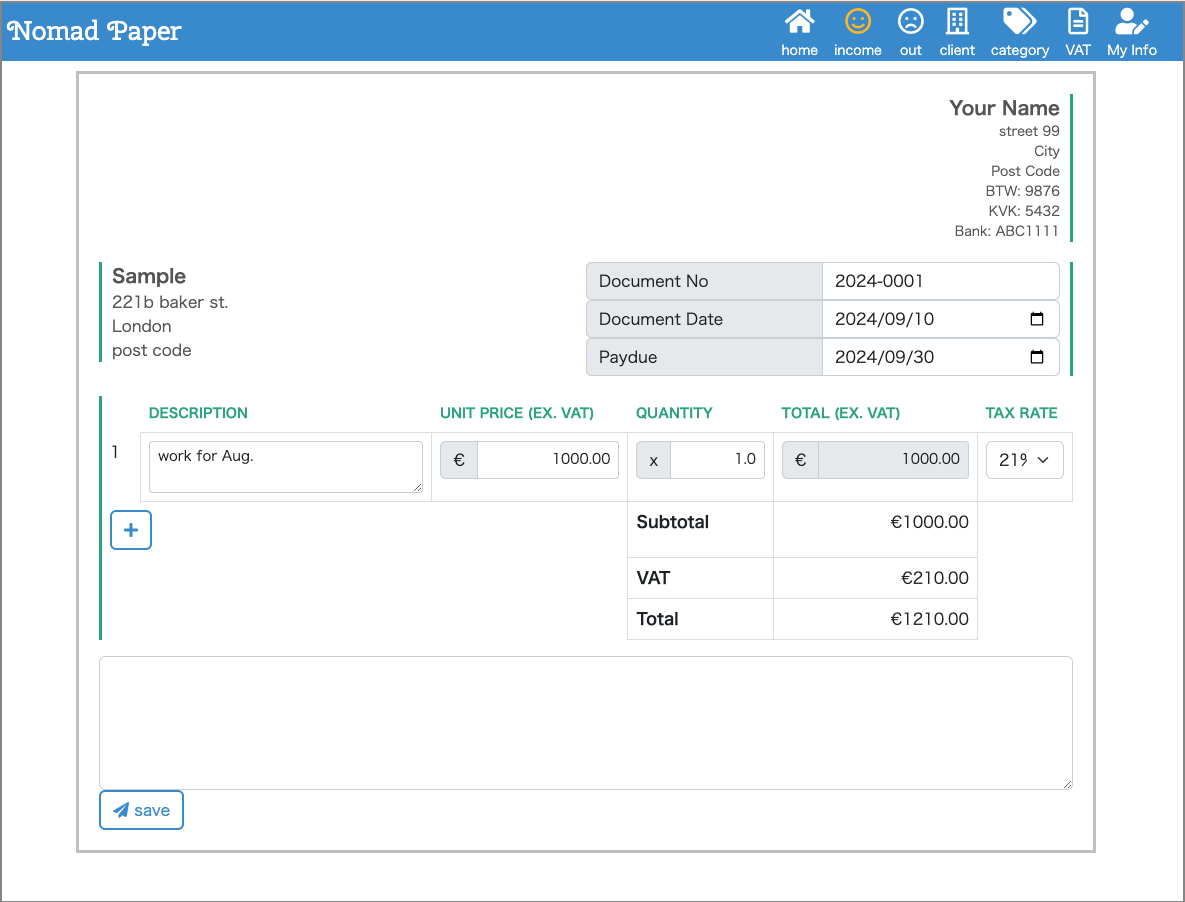 Nomad Paper
home income out client category VAT My Info
Your Name
street 99
City
Post Code
BTW: 9876
KVK: 5432
Bank: ABC1111
Sample
221b baker st.
London
post code
Document No 2024-0001
Document Date 2024/09/10
Paydue 2024/09/30
DESCRIPTION UNIT PRICE (EX. VAT) QUANTITY TOTAL (EX. VAT) TAX RATE
1 work for Aug. € 1000.00 x 1.0 € 1000.00
+
Subtotal €1000.00
VAT €210.00
Total €1210.00
save